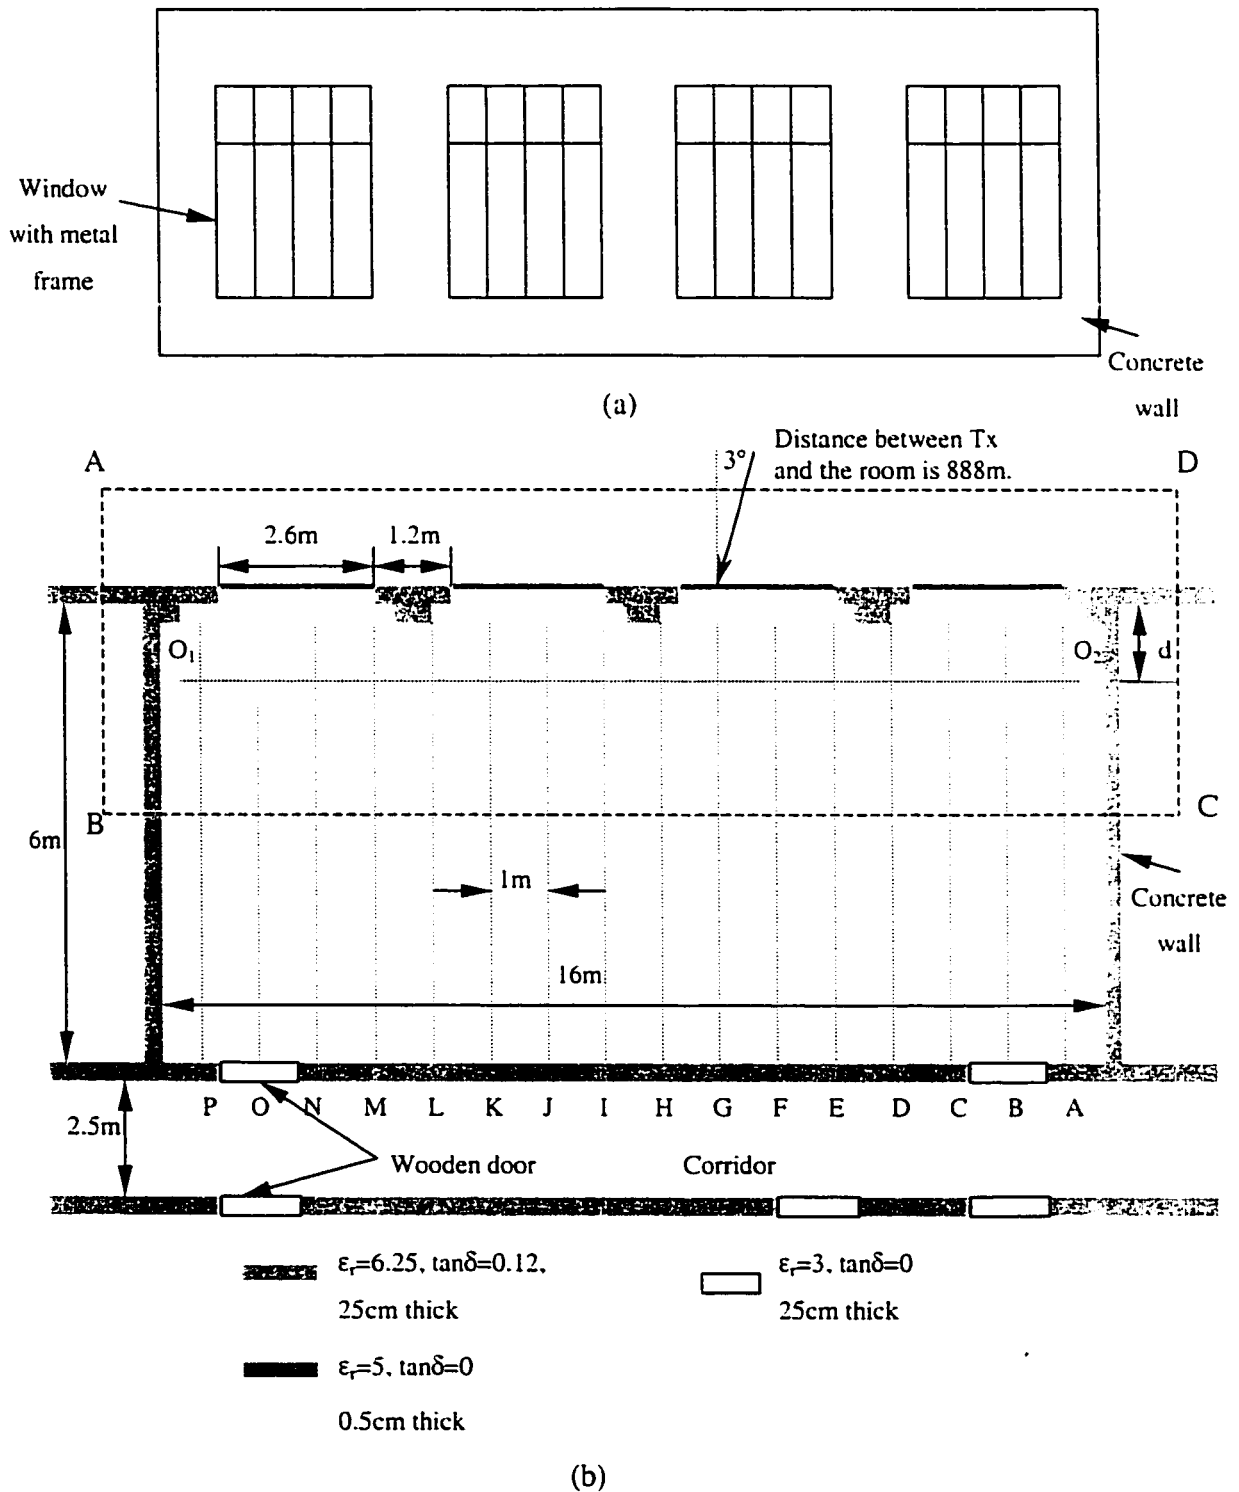 Window
with metal
frame
Concrete
wall
(a)
Distance between Tx
and the room is 888m.
3°
A
D
2.6m
1.2m
O₁
O₂
d
B
C
6m
1m
Concrete
wall
16m
P O N M L K J I H G F E D C B A
2.5m
Wooden door
Corridor
εᵣ=6.25, tanδ=0.12,
25cm thick
εᵣ=3, tanδ=0
25cm thick
εᵣ=5, tanδ=0
0.5cm thick
(b)